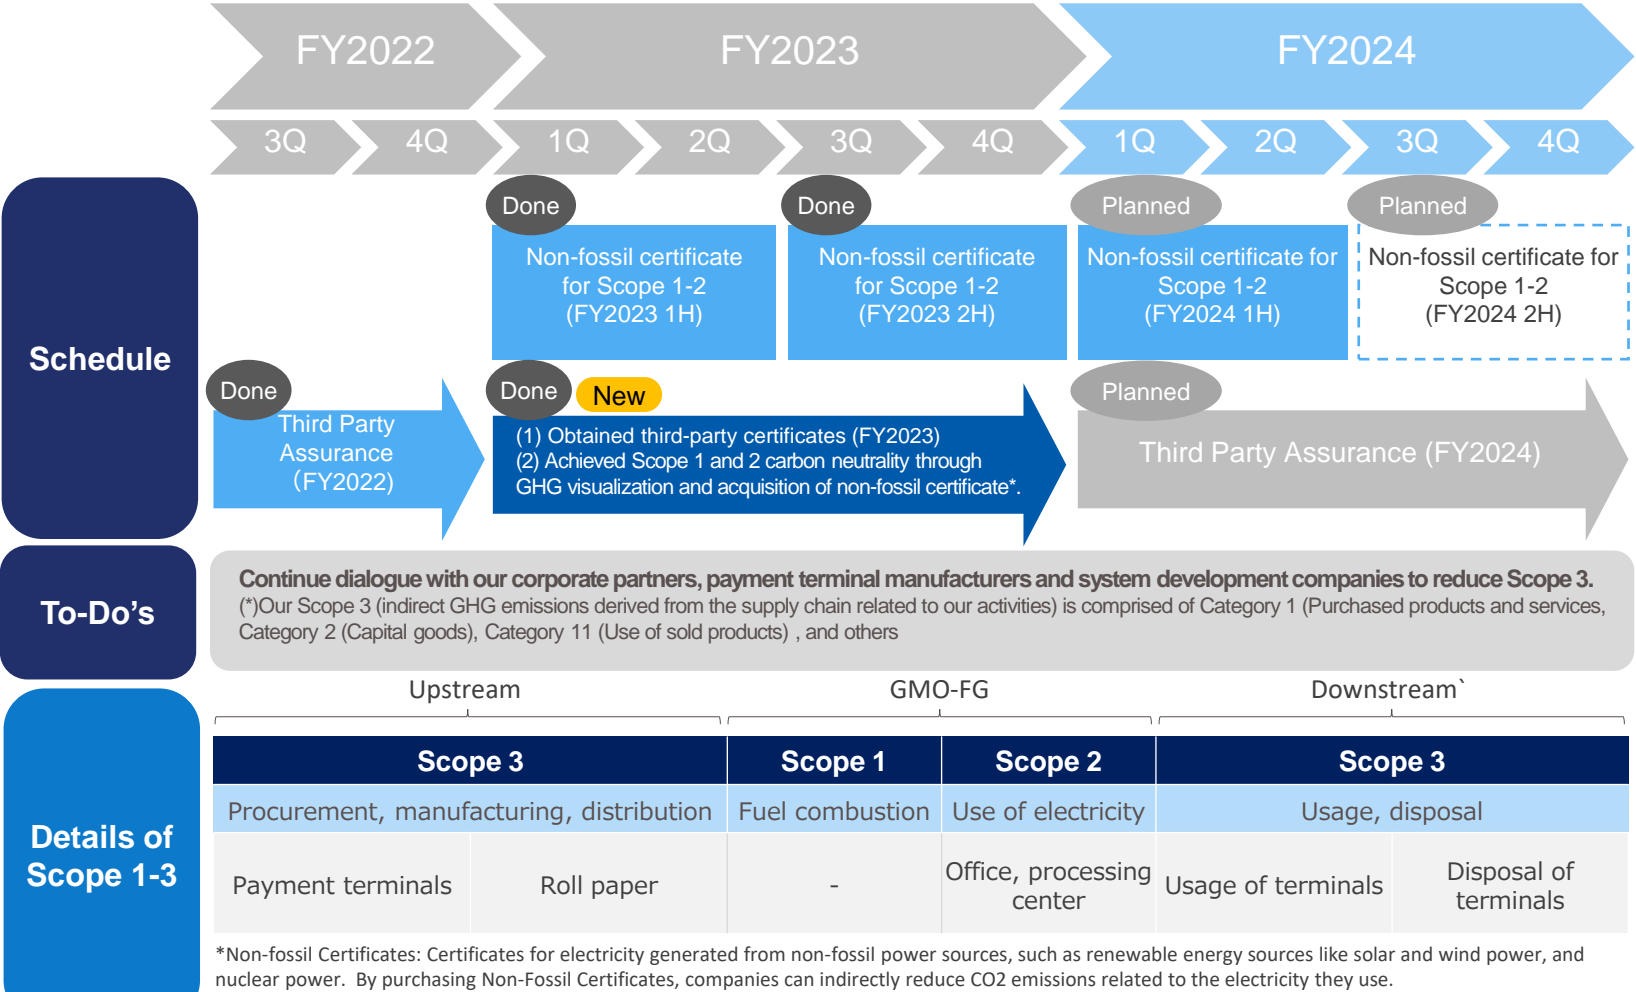 FY2022
FY2023
FY2024
3Q
4Q
1Q
2Q
3Q
4Q
1Q
2Q
3Q
4Q
Schedule
Done
Non-fossil certificate
for Scope 1-2
(FY2023 1H)
Done
Non-fossil certificate
for Scope 1-2
(FY2023 2H)
Planned
Non-fossil certificate for
Scope 1-2
(FY2024 1H)
Planned
Non-fossil certificate for
Scope 1-2
(FY2024 2H)
Done
Third Party
Assurance
(FY2022)
Done
New
(1) Obtained third-party certificates (FY2023)
(2) Achieved Scope 1 and 2 carbon neutrality through
GHG visualization and acquisition of non-fossil certificate*.
Planned
Third Party Assurance (FY2024)
To-Do’s
Continue dialogue with our corporate partners, payment terminal manufacturers and system development companies to reduce Scope 3.
(*)Our Scope 3 (indirect GHG emissions derived from the supply chain related to our activities) is comprised of Category 1 (Purchased products and services,
Category 2 (Capital goods), Category 11 (Use of sold products) , and others
Details of
Scope 1-3
Upstream
GMO-FG
Downstream`
Scope 3
Scope 1
Scope 2
Scope 3
Procurement, manufacturing, distribution
Fuel combustion
Use of electricity
Usage, disposal
Payment terminals
Roll paper
-
Office, processing
center
Usage of terminals
Disposal of
terminals
*Non-fossil Certificates: Certificates for electricity generated from non-fossil power sources, such as renewable energy sources like solar and wind power, and
nuclear power.  By purchasing Non-Fossil Certificates, companies can indirectly reduce CO2 emissions related to the electricity they use.